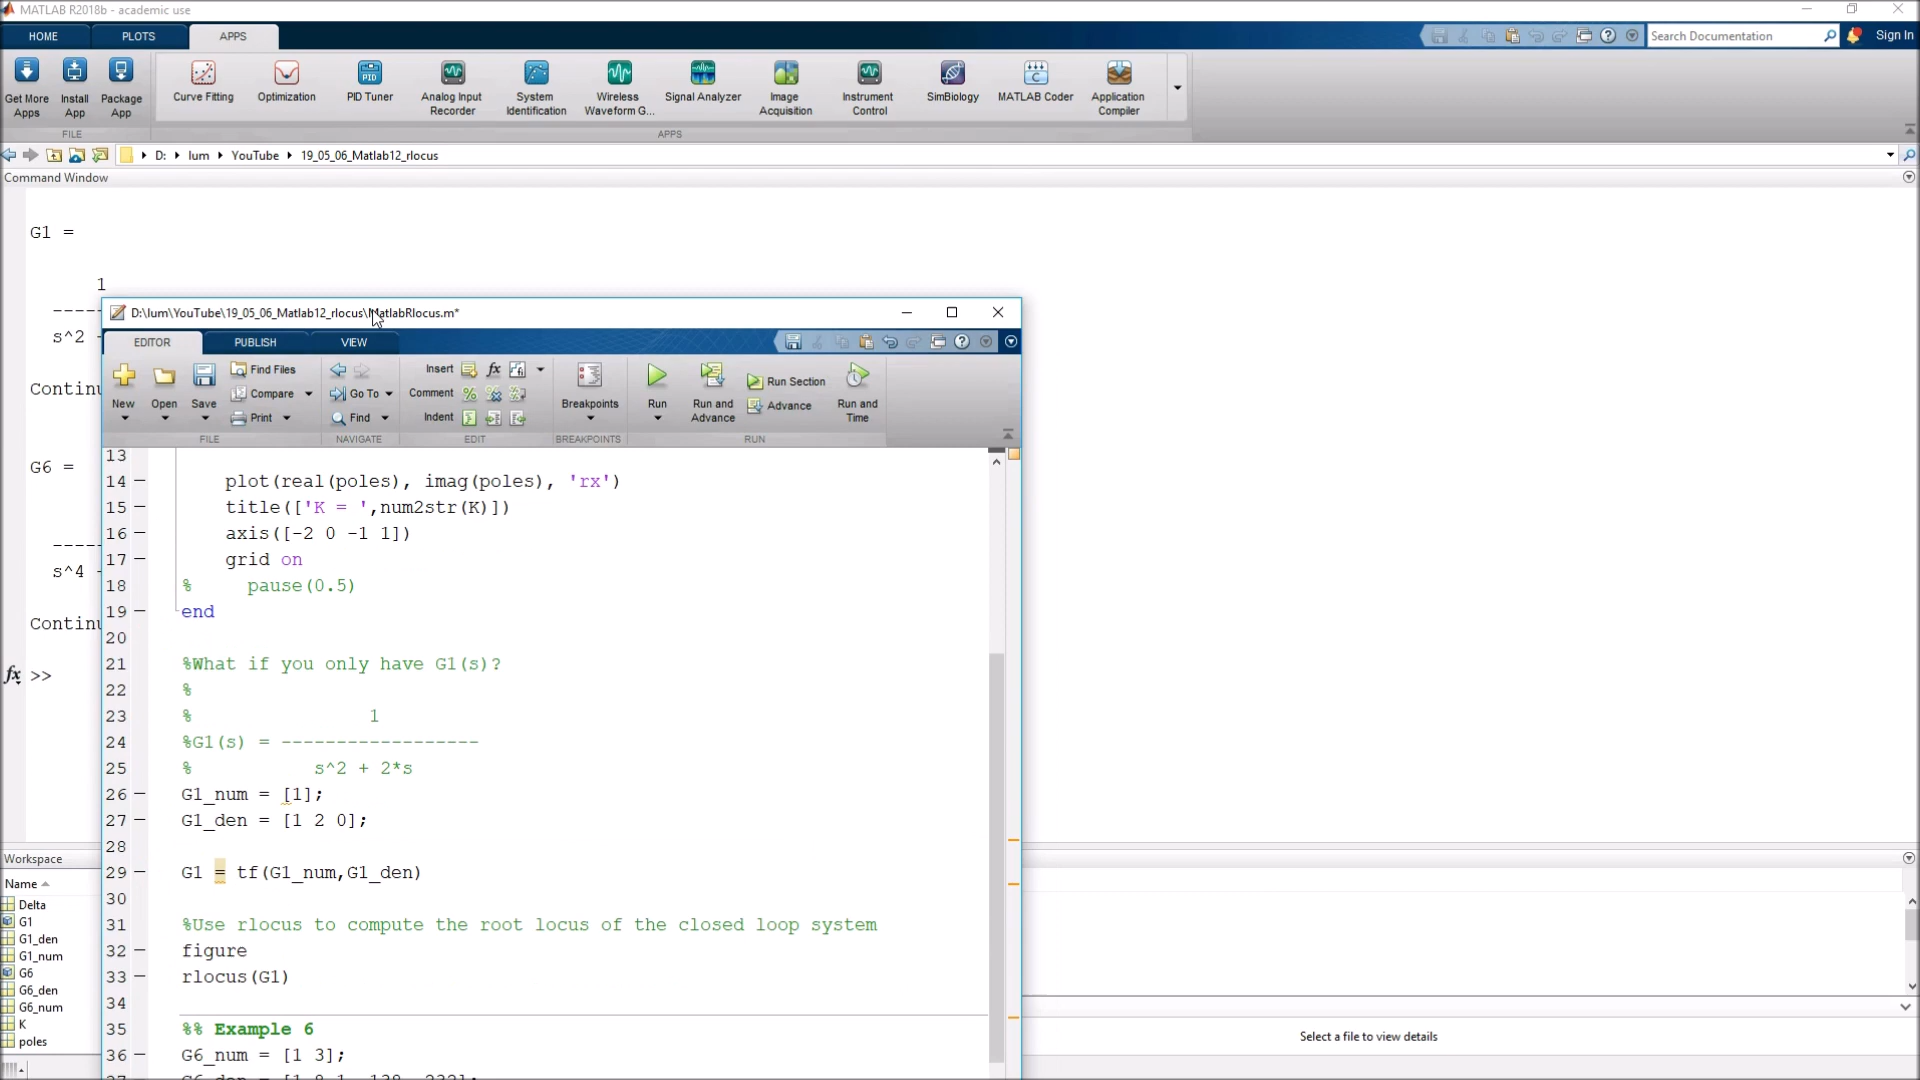 MATLAB R2018b - academic use
HOME PLOTS APPS
Search Documentation
Sign In
Get More Apps
Install App
Package App
Curve Fitting
Optimization
PID Tuner
Analog Input Recorder
System Identification
Wireless Waveform G...
Signal Analyzer
Image Acquisition
Instrument Control
SimBiology
MATLAB Coder
Application Compiler
FILE
APPS
D: lum YouTube 19_05_06_Matlab12_rlocus
Command Window
G1 =
1
----
s^2
Continu
G6 =
----
s^4 -
Continu
fx >>
D:\lum\YouTube\19_05_06_Matlab12_rlocus\MatlabRlocus.m*
EDITOR PUBLISH VIEW
New
Open
Save
Find Files
Compare
Print
Go To
Find
Insert fx
Comment
Indent
Breakpoints
Run
Run and Advance
Run Section
Advance
Run and Time
FILE NAVIGATE EDIT BREAKPOINTS RUN
13
14 – plot(real(poles), imag(poles), 'rx')
15 – title(['K = ',num2str(K)])
16 – axis([-2 0 -1 1])
17 – grid on
18 % pause(0.5)
19 – end
20
21 %What if you only have G1(s)?
22 %
23 % 1
24 %G1(s) = ------------------
25 % s^2 + 2*s
26 – G1_num = [1];
27 – G1_den = [1 2 0];
28
29 – G1 = tf(G1_num,G1_den)
30
31 %Use rlocus to compute the root locus of the closed loop system
32 – figure
33 – rlocus(G1)
34
35 %% Example 6
36 – G6_num = [1 3];
Workspace
Name
Delta
G1
G1_den
G1_num
G6
G6_den
G6_num
K
poles
Select a file to view details